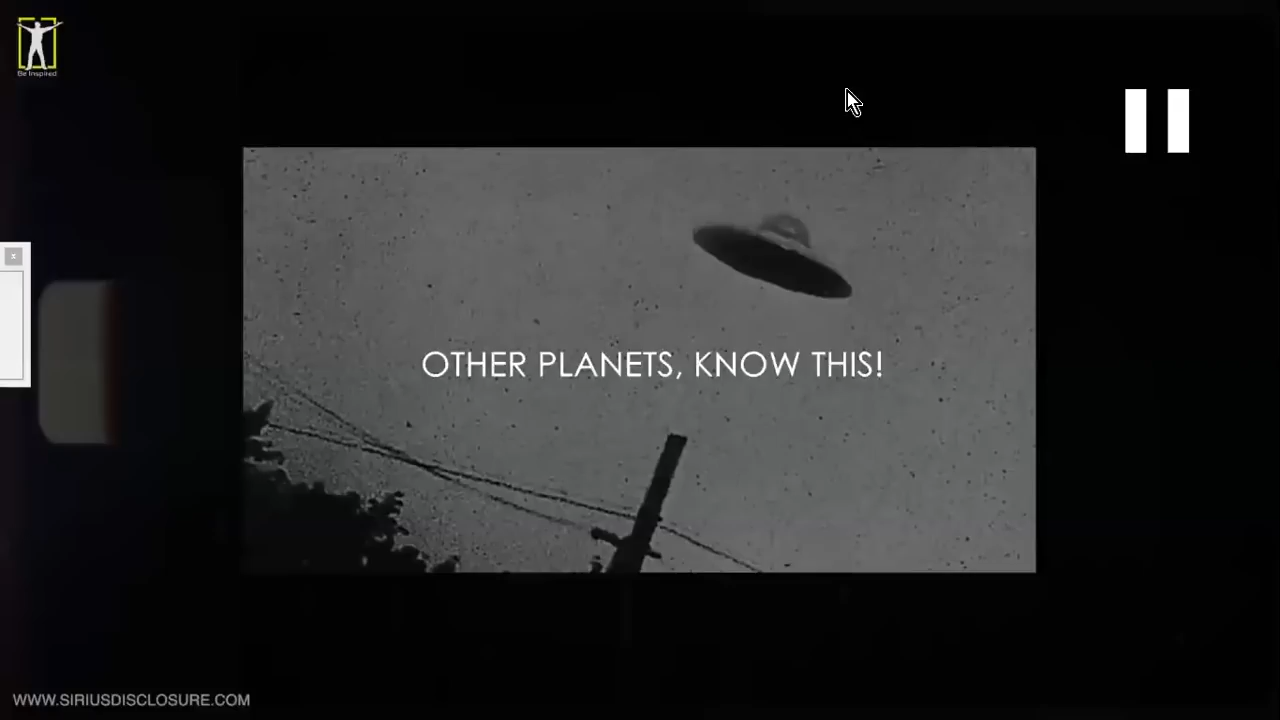 Be Inspired
x
OTHER PLANETS, KNOW THIS!
WWW.SIRIUSDISCLOSURE.COM